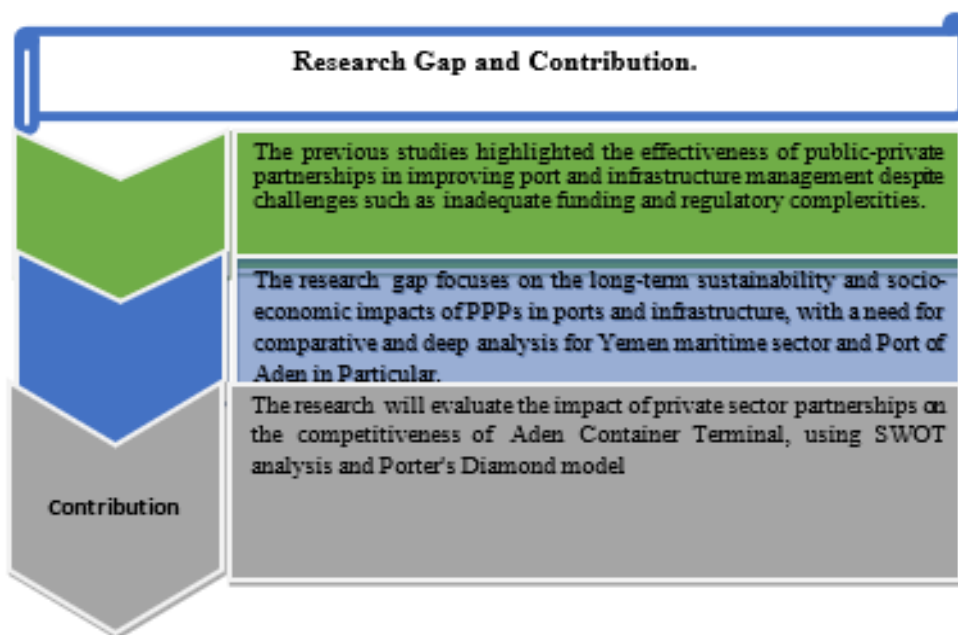 Research Gap and Contribution.
The previous studies highlighted the effectiveness of public-private
partnerships in improving port and infrastructure management despite
challenges such as inadequate funding and regulatory complexities.
The research gap focuses on the long-term sustainability and socio-
economic impacts of PPPs in ports and infrastructure, with a need for
comparative and deep analysis for Yemen maritime sector and Port of
Aden in Particular.
The research will evaluate the impact of private sector partnerships on
the competitiveness of Aden Container Terminal, using SWOT
analysis and Porter's Diamond model
Contribution